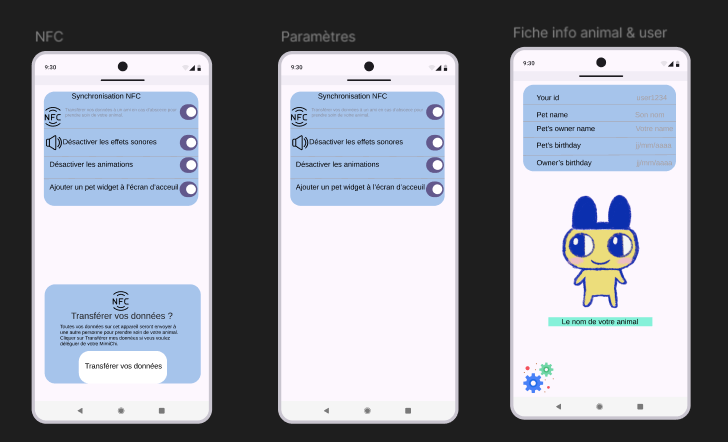 NFC
9:30
Synchronisation NFC
NFC
Désactiver les effets sonores
Désactiver les animations
Ajouter un pet widget à l'écran d'acceuil
NFC
Transférer vos données ?
Toutes vos données sur cet appareil seront envoyer à
une autre personne pour prendre soin de votre animal.
Cliquer sur Transférer mes données si vous voulez
déléguer de votre
Transférer vos données
Paramètres
9:30
Synchronisation NFC
NFC
Désactiver les effets sonores
Désactiver les animations
Ajouter un pet widget à l'écran d'acceuil
Fiche info animal & user
9:30
Your id user1234
Pet name Son nom
Pet's owner name Votre name
Pet's birthday jj/mm/aaaa
Owner's birthday jj/mm/aaaa
Le nom de votre animal